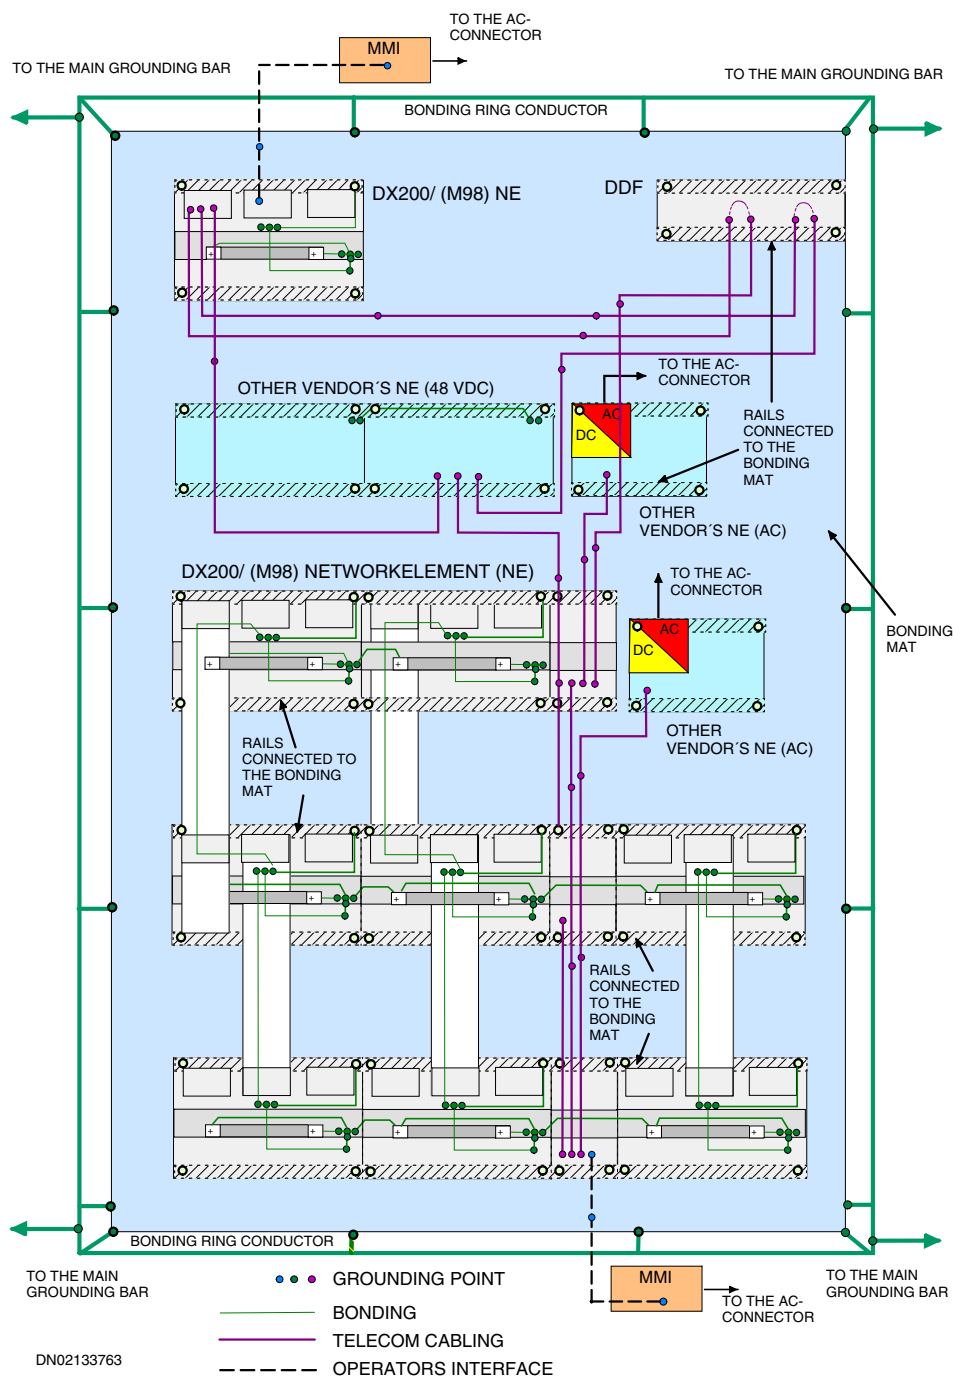 TO THE AC-
CONNECTOR
MMI
TO THE MAIN GROUNDING BAR
TO THE MAIN GROUNDING BAR
BONDING RING CONDUCTOR
DX200/ (M98) NE
DDF
TO THE AC-
CONNECTOR
OTHER VENDOR´S NE (48 VDC)
AC
DC
RAILS
CONNECTED
TO THE
BONDING
MAT
OTHER
VENDOR´S NE (AC)
DX200/ (M98) NETWORKELEMENT (NE)
TO THE AC-
CONNECTOR
AC
DC
BONDING
MAT
OTHER
VENDOR´S NE (AC)
RAILS
CONNECTED TO
THE BONDING
MAT
+ +
+ +
+ +
+
+ +
+ +
RAILS
CONNECTED
TO THE
BONDING
MAT
+ +
+ +
+ +
BONDING RING CONDUCTOR
TO THE MAIN
GROUNDING BAR
GROUNDING POINT
MMI
TO THE MAIN
GROUNDING BAR
TO THE AC-
CONNECTOR
BONDING
TELECOM CABLING
OPERATORS INTERFACE
DN02133763